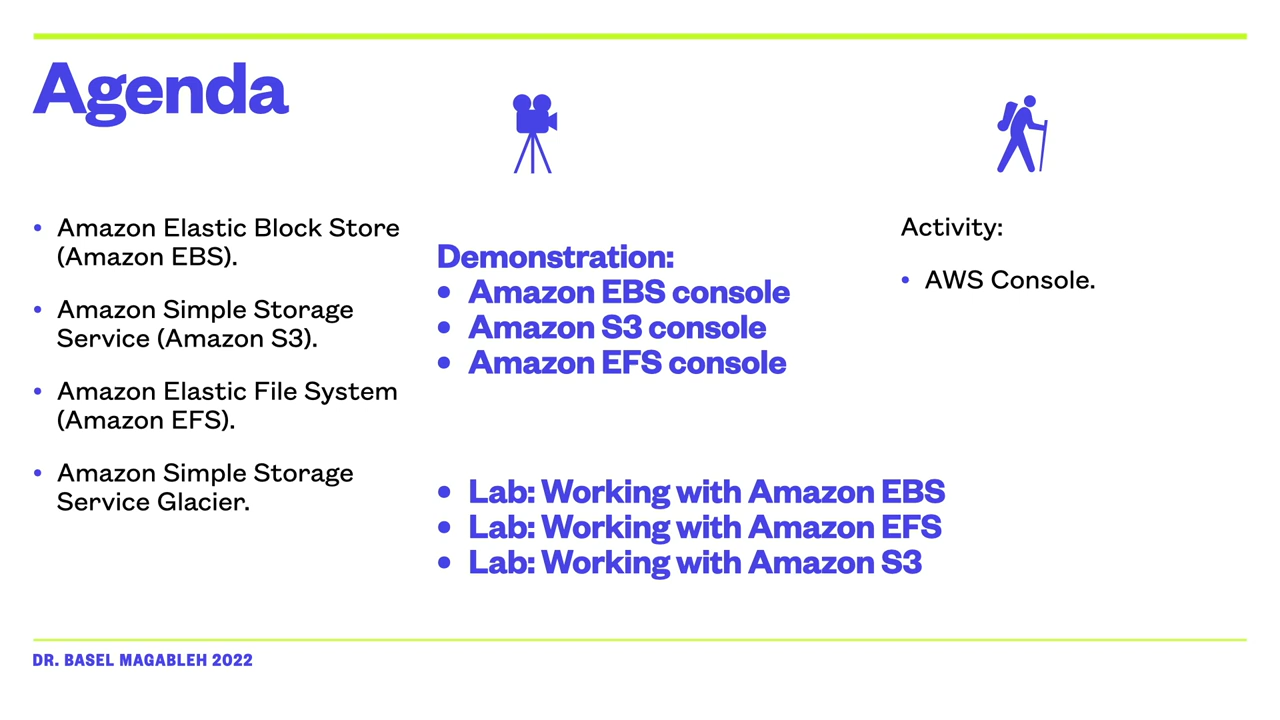 Agenda
• Amazon Elastic Block Store
(Amazon EBS).
• Amazon Simple Storage
Service (Amazon S3).
• Amazon Elastic File System
(Amazon EFS).
• Amazon Simple Storage
Service Glacier.
Demonstration:
• Amazon EBS console
• Amazon S3 console
• Amazon EFS console
• Lab: Working with Amazon EBS
• Lab: Working with Amazon EFS
• Lab: Working with Amazon S3
Activity:
• AWS Console.
DR. BASEL MAGABLEH 2022